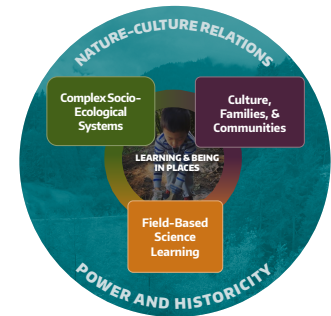 NATURE-CULTURE RELATIONS
Complex Socio-
Ecological
Systems
Culture,
Families, &
Communities
LEARNING & BEING
IN PLACES
Field-Based
Science
Learning
POWER AND HISTORICITY